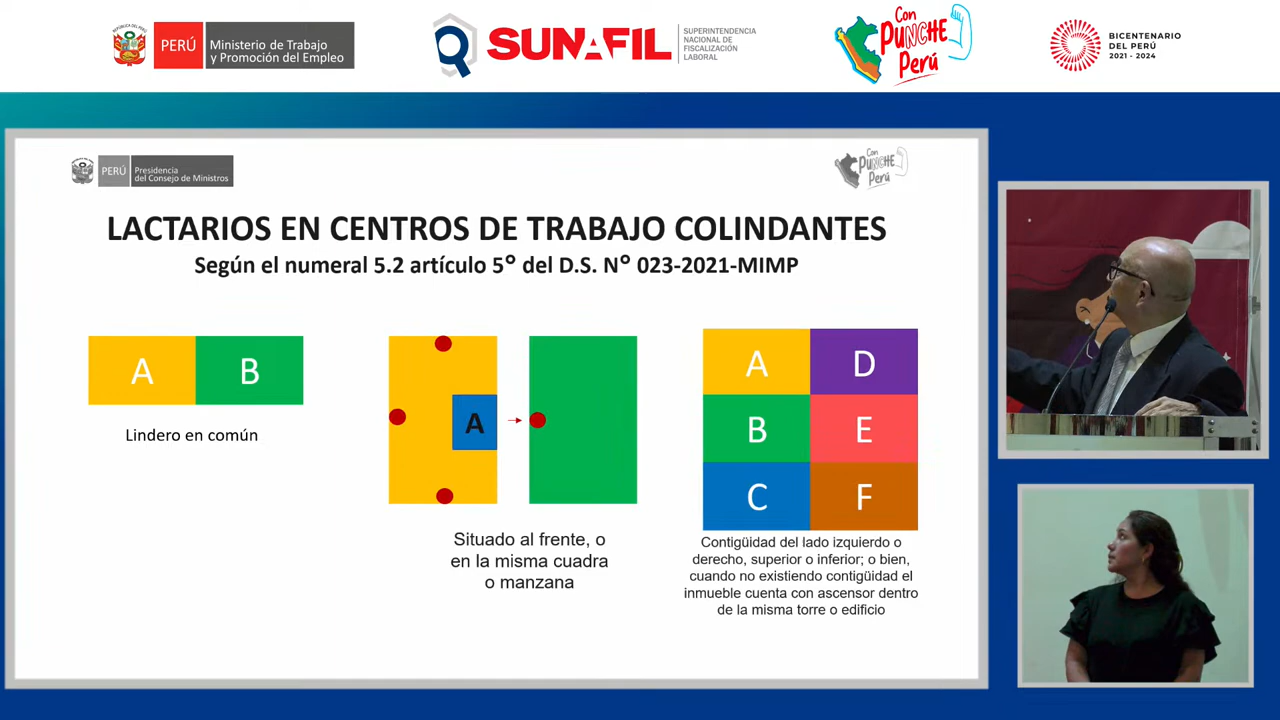 PERÚ
Ministerio de Trabajo
y Promoción del Empleo
SUNAFIL
SUPERINTENDENCIA
NACIONAL DE
FISCALIZACIÓN
LABORAL
Con
PUNCHE
Perú
BICENTENARIO
DEL PERÚ
2021 - 2024
PERÚ
Presidencia
del Consejo de Ministros
Con
PUNCHE
Perú
LACTARIOS EN CENTROS DE TRABAJO COLINDANTES
Según el numeral 5.2 artículo 5° del D.S. N° 023-2021-MIMP
A B
Lindero en común
A
Situado al frente, o
en la misma cuadra
o manzana
A D
B E
C F
Contigüidad del lado izquierdo o
derecho, superior o inferior; o bien,
cuando no existiendo contigüidad el
inmueble cuenta con ascensor dentro
de la misma torre o edificio